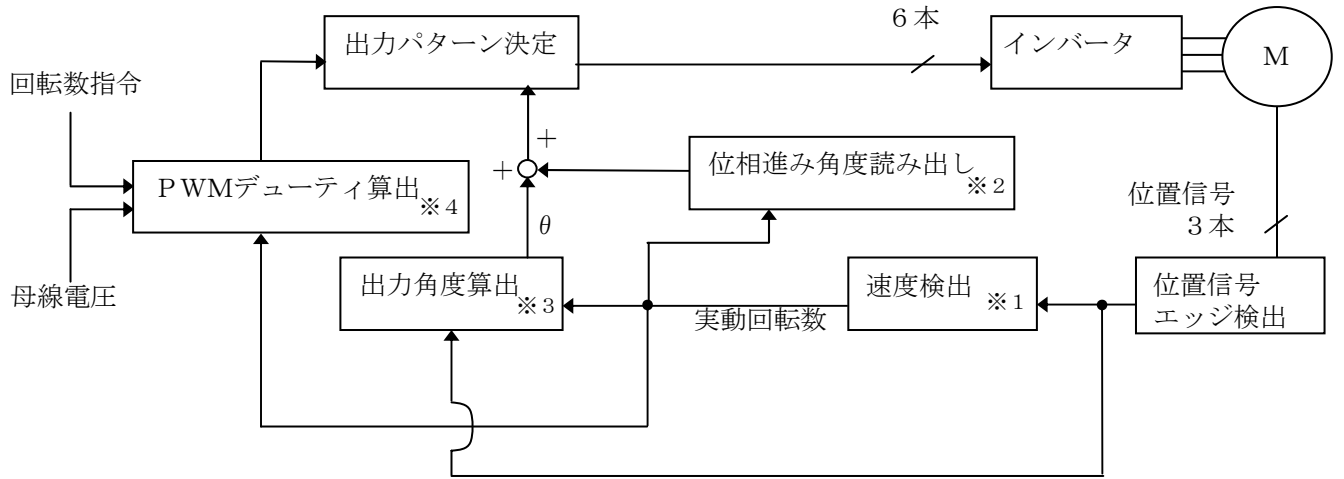 6本
出力パターン決定
インバータ
M
回転数指令
+
位相進み角度読み出し
※2
+
PWMデューティ算出
※4
位置信号
3本
θ
母線電圧
出力角度算出
※3
速度検出
※1
位置信号
エッジ検出
実動回転数